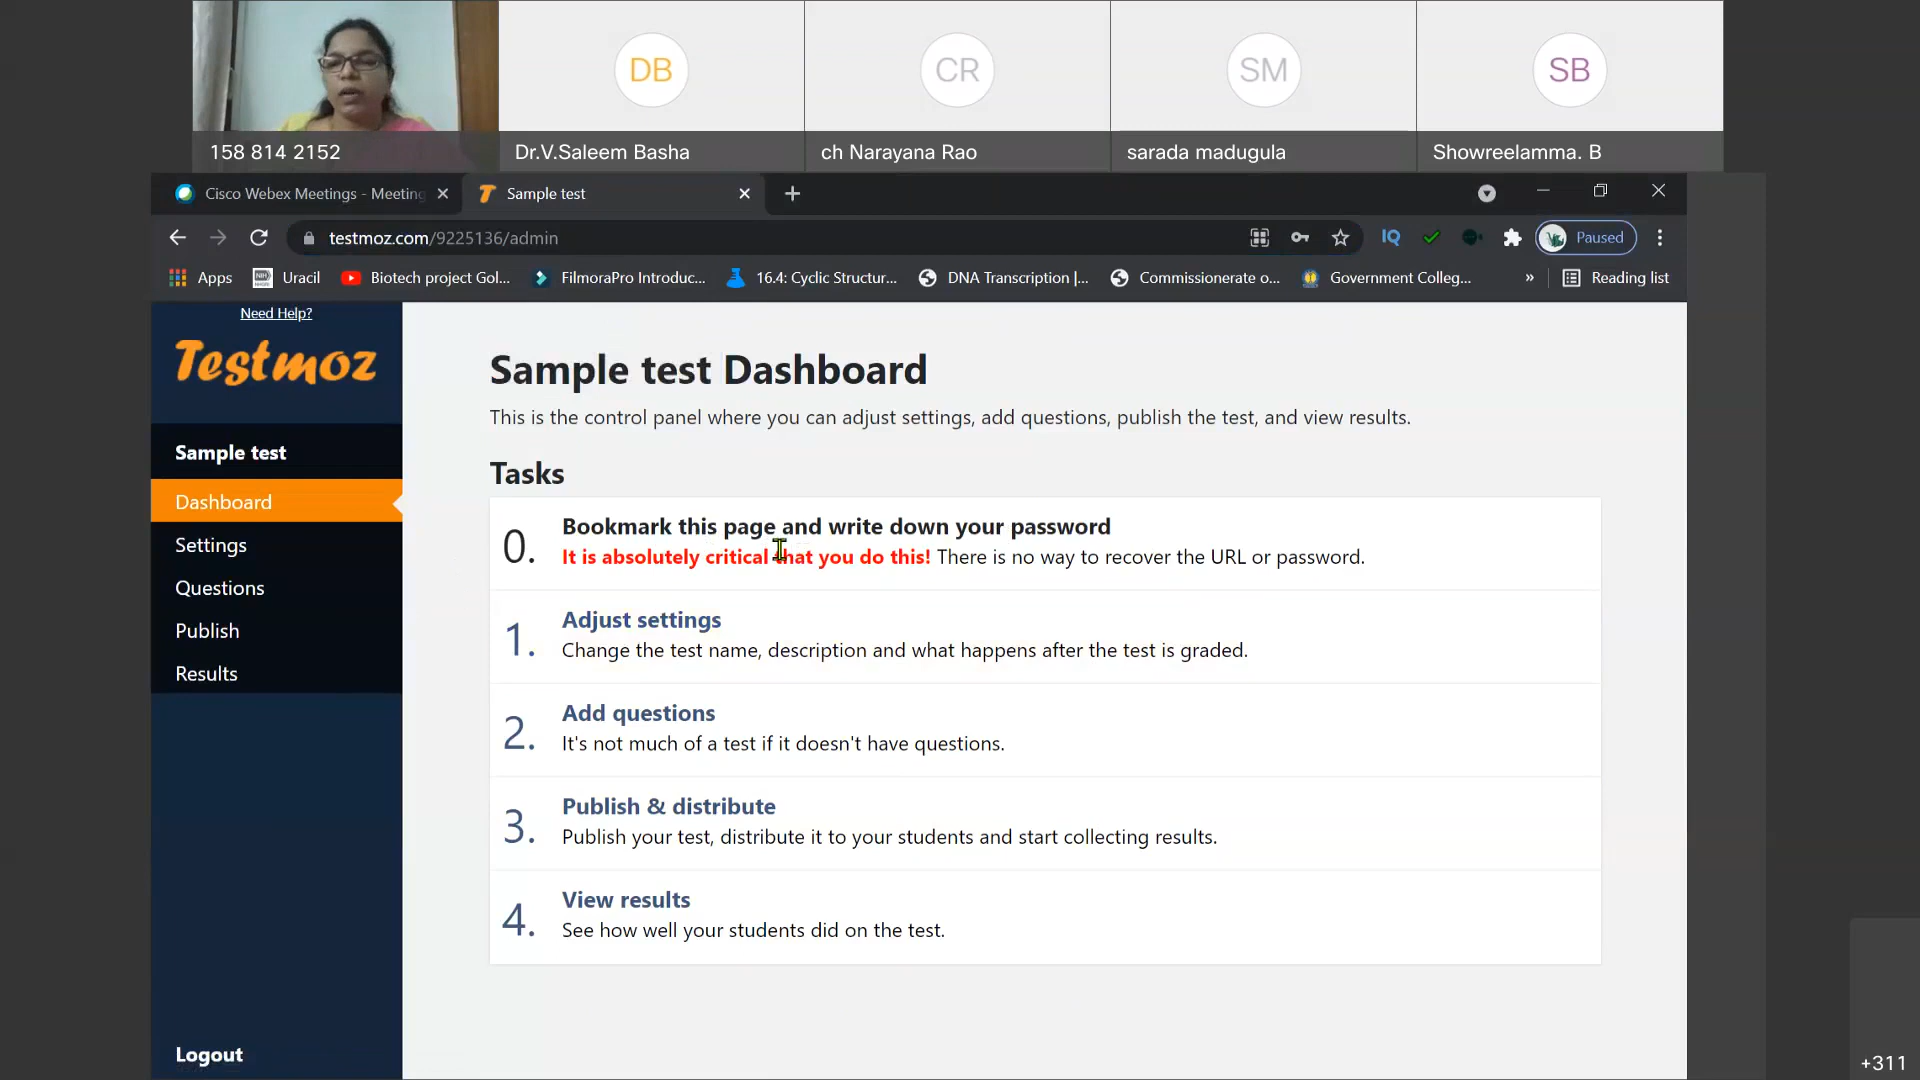 DB
CR
SM
SB
158 814 2152
Dr.V.Saleem Basha
ch Narayana Rao
sarada madugula
Showreelamma. B
Cisco Webex Meetings - Meeting
Sample test
testmoz.com/9225136/admin
IQ
Paused
Apps
Uracil
Biotech project Gol...
FilmoraPro Introduc...
16.4: Cyclic Structur...
DNA Transcription |...
Commissionerate o...
Government Colleg...
»
Reading list
Need Help?
Testmoz
Sample test
Dashboard
Settings
Questions
Publish
Results
Logout
Sample test Dashboard
This is the control panel where you can adjust settings, add questions, publish the test, and view results.
Tasks
0.
Bookmark this page and write down your password
It is absolutely critical that you do this! There is no way to recover the URL or password.
1.
Adjust settings
Change the test name, description and what happens after the test is graded.
2.
Add questions
It's not much of a test if it doesn't have questions.
3.
Publish & distribute
Publish your test, distribute it to your students and start collecting results.
4.
View results
See how well your students did on the test.
+311